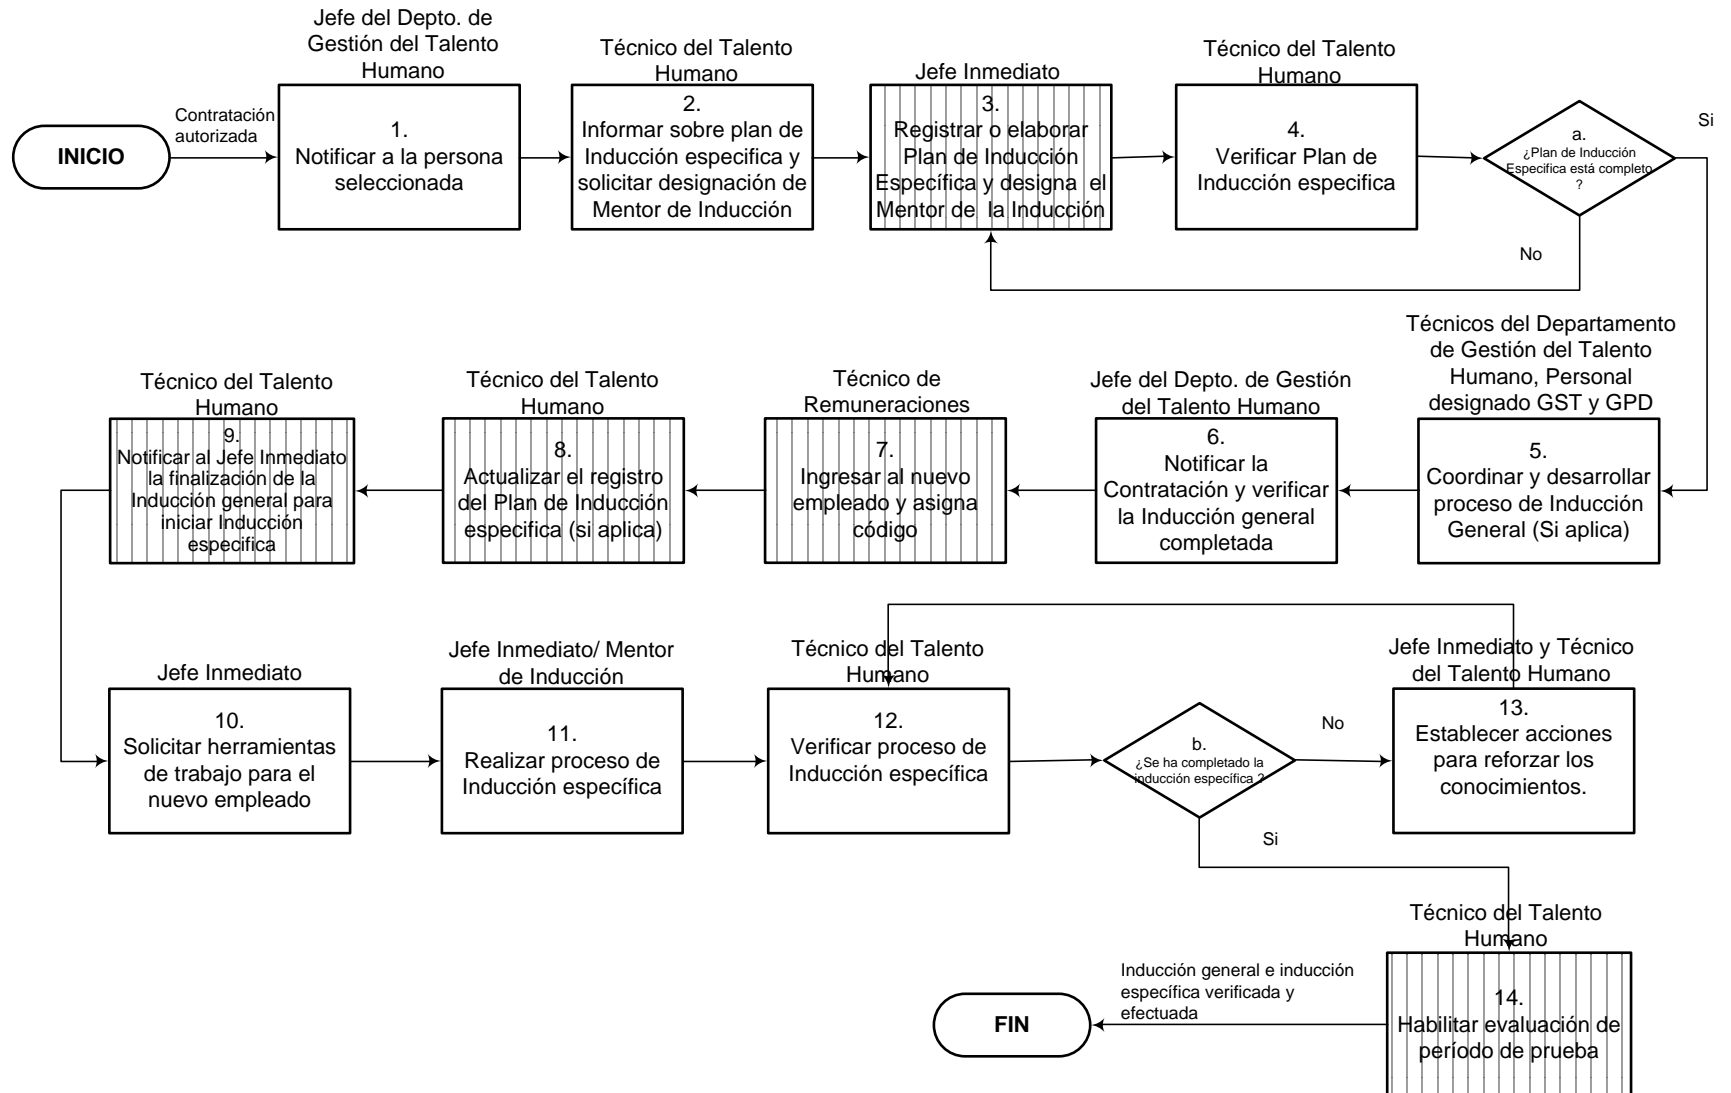 Jefe del Depto. de
Gestión del Talento
Humano
Técnico del Talento
Humano
Jefe Inmediato
Técnico del Talento
Humano
INICIO
Contratación
autorizada
1.
Notificar a la persona
seleccionada
2.
Informar sobre plan de
Inducción especifica y
solicitar designación de
Mentor de Inducción
3.
Registrar o elaborar
Plan de Inducción
Específica y designa el
Mentor de la Inducción
4.
Verificar Plan de
Inducción especifica
a.
¿Plan de Inducción
Especifica está completo
?
Si
No
Técnicos del Departamento
de Gestión del Talento
Humano, Personal
designado GST y GPD
Jefe del Depto. de Gestión
del Talento Humano
Técnico de
Remuneraciones
Técnico del Talento
Humano
Técnico del Talento
Humano
5.
Coordinar y desarrollar
proceso de Inducción
General (Si aplica)
6.
Notificar la
Contratación y verificar
la Inducción general
completada
7.
Ingresar al nuevo
empleado y asigna
código
8.
Actualizar el registro
del Plan de Inducción
especifica (si aplica)
9.
Notificar al Jefe Inmediato
la finalización de la
Inducción general para
iniciar Inducción
especifica
Jefe Inmediato
Jefe Inmediato/ Mentor
de Inducción
Técnico del Talento
Humano
Jefe Inmediato y Técnico
del Talento Humano
10.
Solicitar herramientas
de trabajo para el
nuevo empleado
11.
Realizar proceso de
Inducción específica
12.
Verificar proceso de
Inducción específica
b.
¿Se ha completado la
inducción específica ?
No
Si
13.
Establecer acciones
para reforzar los
conocimientos.
Técnico del Talento
Humano
14.
Habilitar evaluación de
período de prueba
Inducción general e inducción
específica verificada y
efectuada
FIN